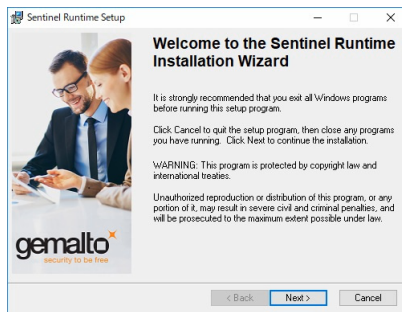 Sentinel Runtime Setup
Welcome to the Sentinel Runtime
Installation Wizard
It is strongly recommended that you exit all Windows programs
before running this setup program.
Click Cancel to quit the setup program, then close any programs
you have running. Click Next to continue the installation.
WARNING: This program is protected by copyright law and
international treaties.
Unauthorized reproduction or distribution of this program, or any
portion of it, may result in severe civil and criminal penalties, and
will be prosecuted to the maximum extent possible under law.
gemalto
security to be free
< Back
Next >
Cancel